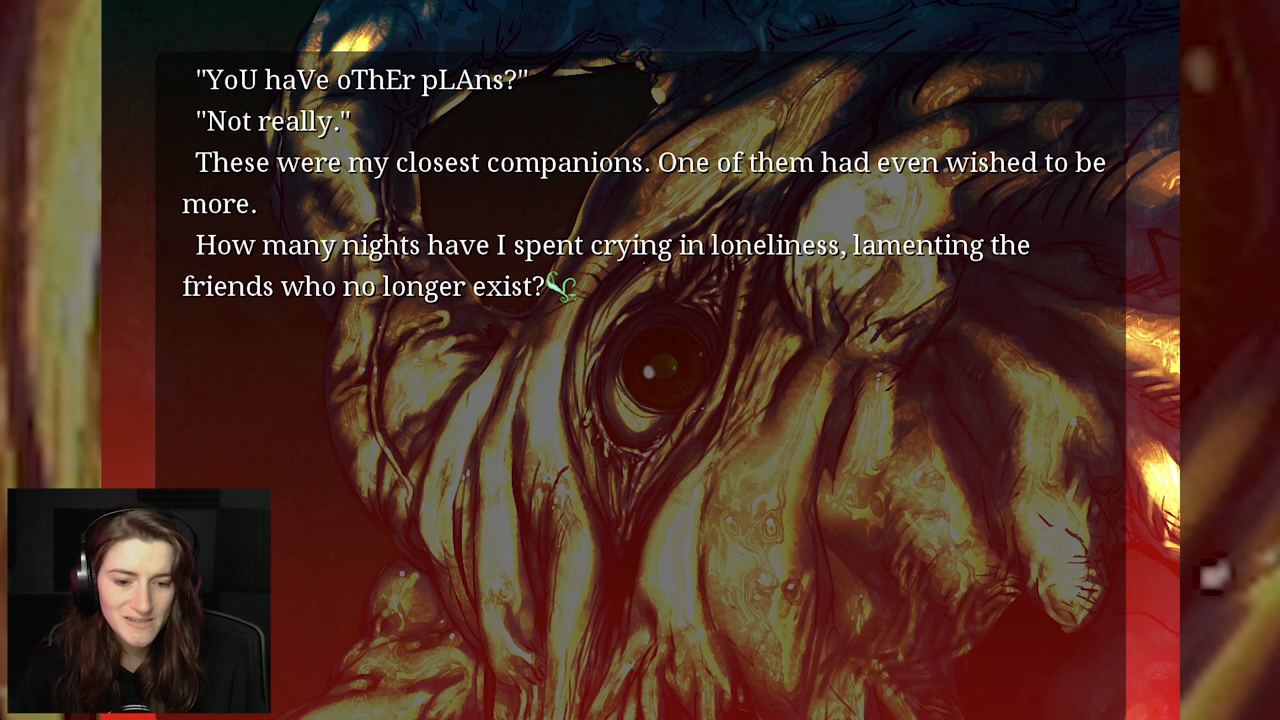 "YoU haVe oThEr pLAns?"
"Not really."
These were my closest companions. One of them had even wished to be
more.
How many nights have I spent crying in loneliness, lamenting the
friends who no longer exist?